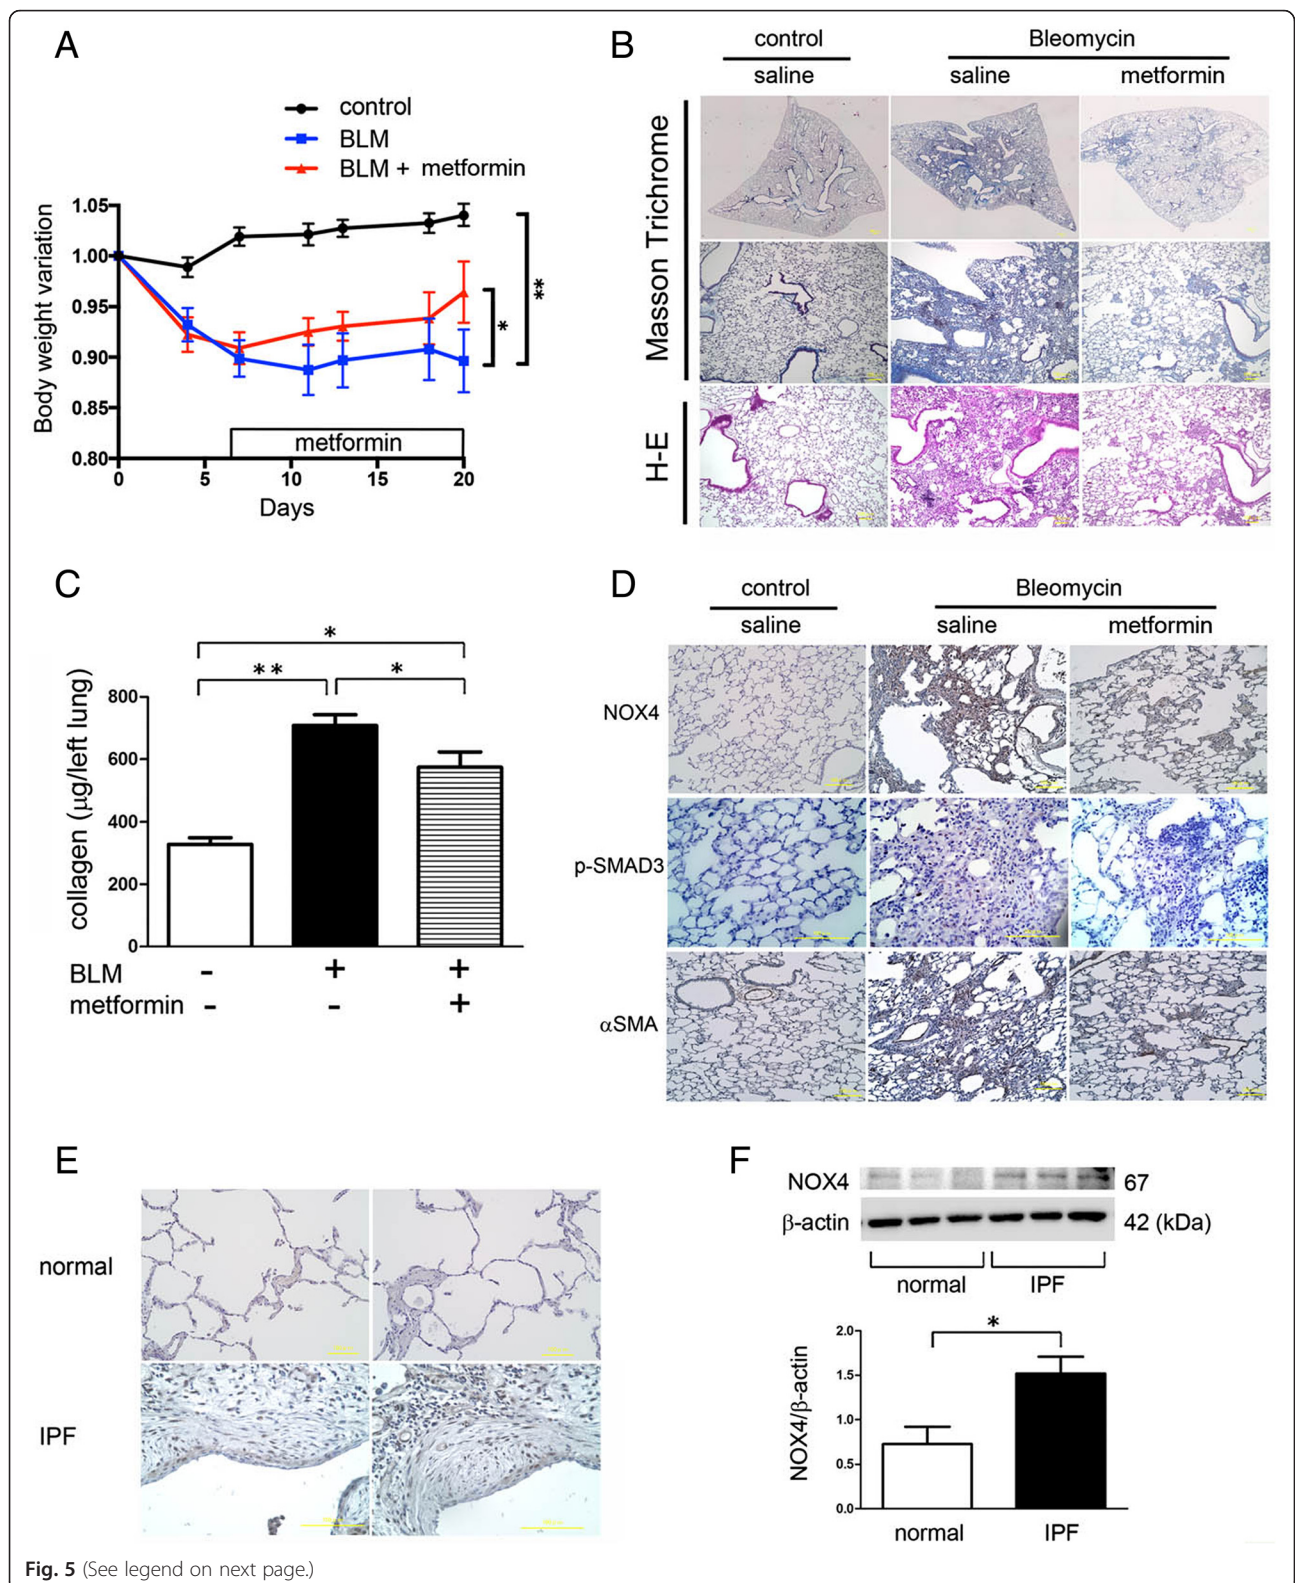 A
control
BLM
BLM + metformin
Body weight variation
1.05
1.00
0.95
0.90
0.85
0.80
0 5 10 15 20
metformin
Days
*
**
B
control Bleomycin
saline saline metformin
Masson Trichrome
H-E
C
*
** *
collagen (µg/left lung)
800
600
400
200
0
BLM - + +
metformin - - +
D
control Bleomycin
saline saline metformin
NOX4
p-SMAD3
αSMA
E
normal
IPF
F
NOX4 67
β-actin 42 (kDa)
normal IPF
*
NOX4/β-actin
2.0
1.5
1.0
0.5
0.0
normal IPF
Fig. 5 (See legend on next page.)